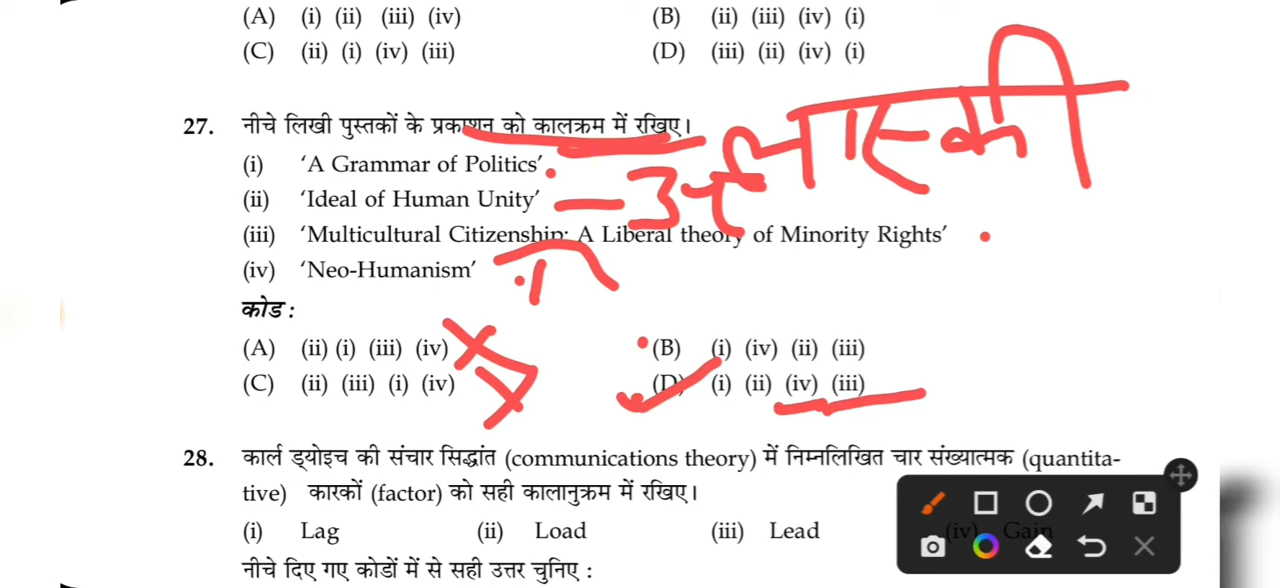 (A) (i) (ii) (iii) (iv) (B) (ii) (iii) (iv) (i)
(C) (ii) (i) (iv) (iii) (D) (iii) (ii) (iv) (i)
27. नीचे लिखी पुस्तकों के प्रकाशन को कालक्रम में रखिए।
(i) ‘A Grammar of Politics’
(ii) ‘Ideal of Human Unity’
(iii) ‘Multicultural Citizenship: A Liberal theory of Minority Rights’
(iv) ‘Neo-Humanism’
लास्की
कोड :
(A) (ii) (i) (iii) (iv) (B) (i) (iv) (ii) (iii)
(C) (ii) (iii) (i) (iv) (D) (i) (ii) (iv) (iii)
28. कार्ल ड्योइच की संचार सिद्धांत (communications theory) में निम्नलिखित चार संख्यात्मक (quantita-
tive) कारकों (factor) को सही कालानुक्रम में रखिए।
(i) Lag (ii) Load (iii) Lead (iv) Gain
नीचे दिए गए कोडों में से सही उत्तर चुनिए :